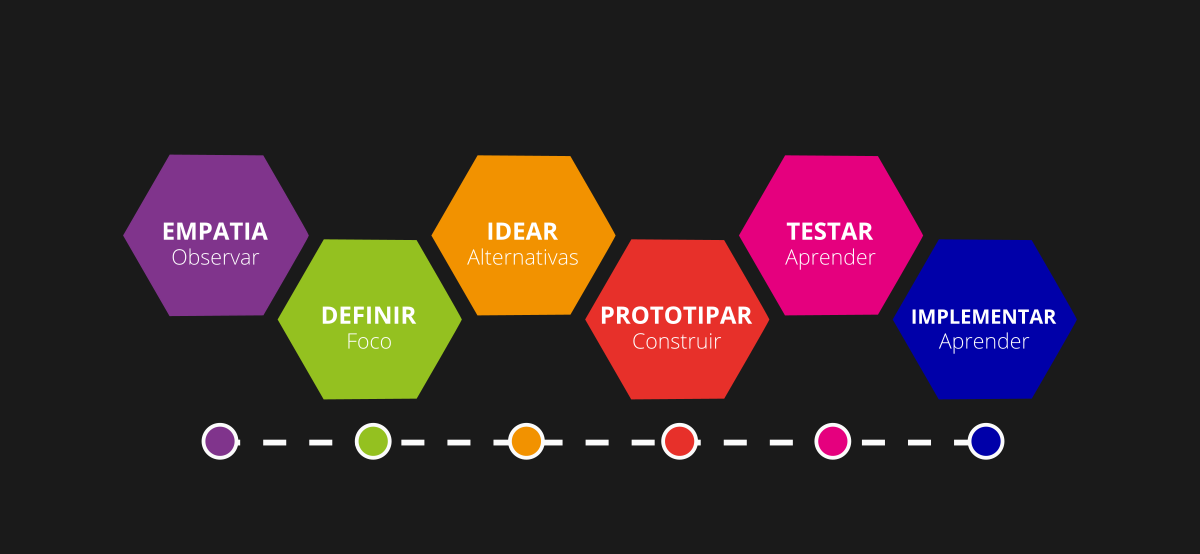 EMPATIA
Observar
DEFINIR
Foco
IDEAR
Alternativas
PROTOTIPAR
Construir
TESTAR
Aprender
IMPLEMENTAR
Aprender